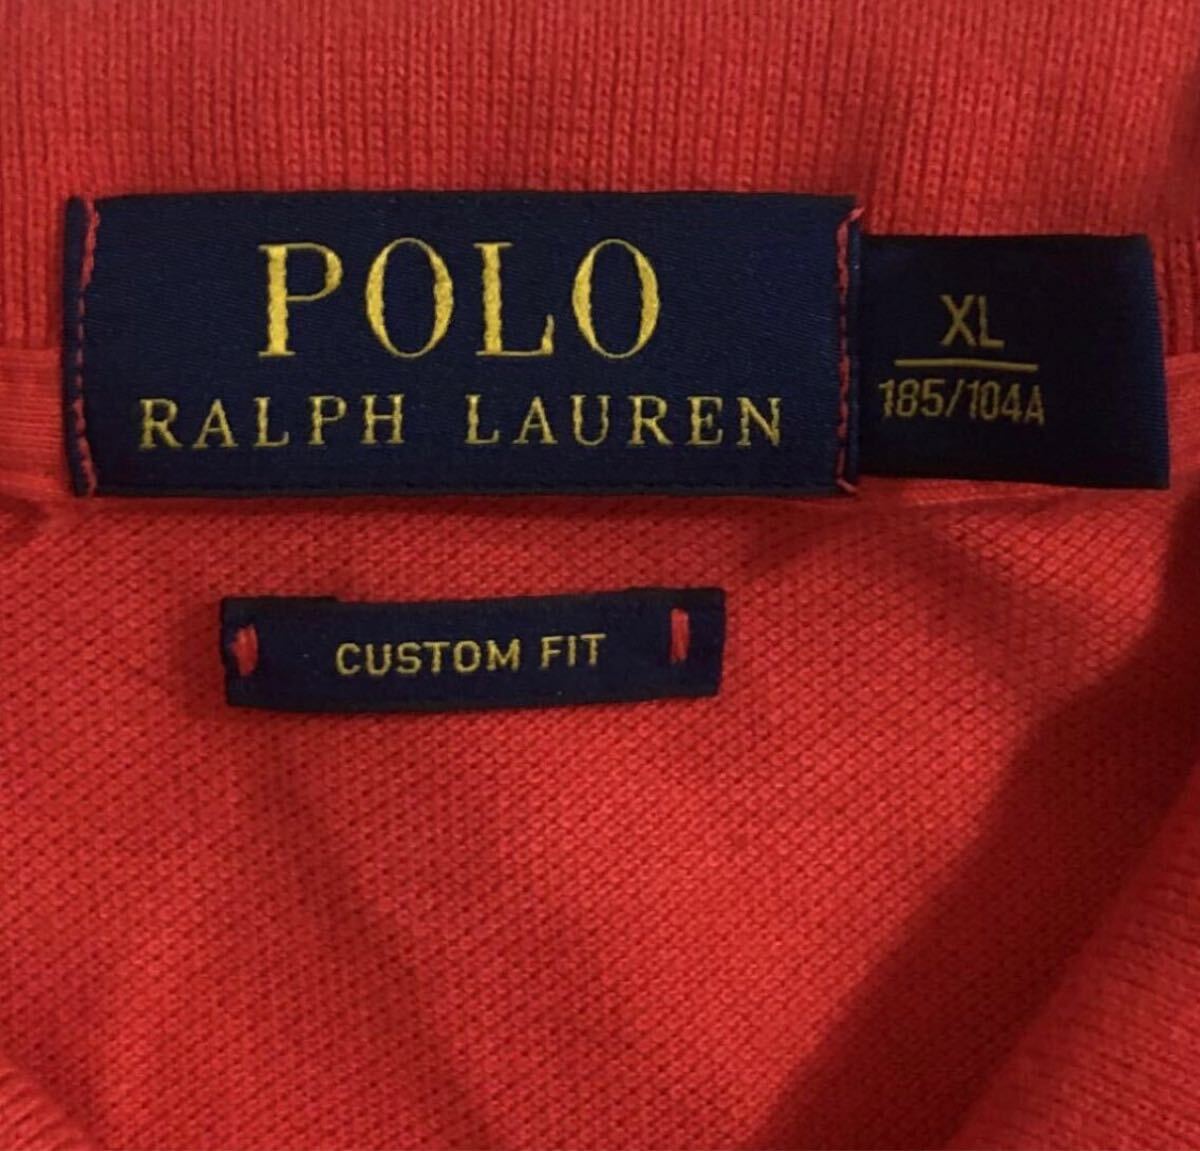 POLO
RALPH LAUREN
XL
185/104A
CUSTOM FIT